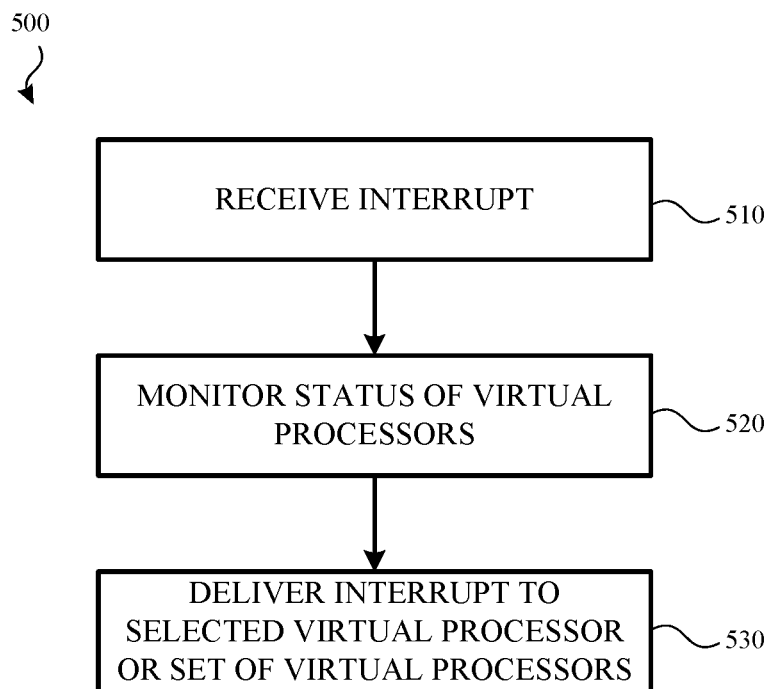 500
RECEIVE INTERRUPT
510
MONITOR STATUS OF VIRTUAL
PROCESSORS
520
DELIVER INTERRUPT TO
SELECTED VIRTUAL PROCESSOR
OR SET OF VIRTUAL PROCESSORS
530